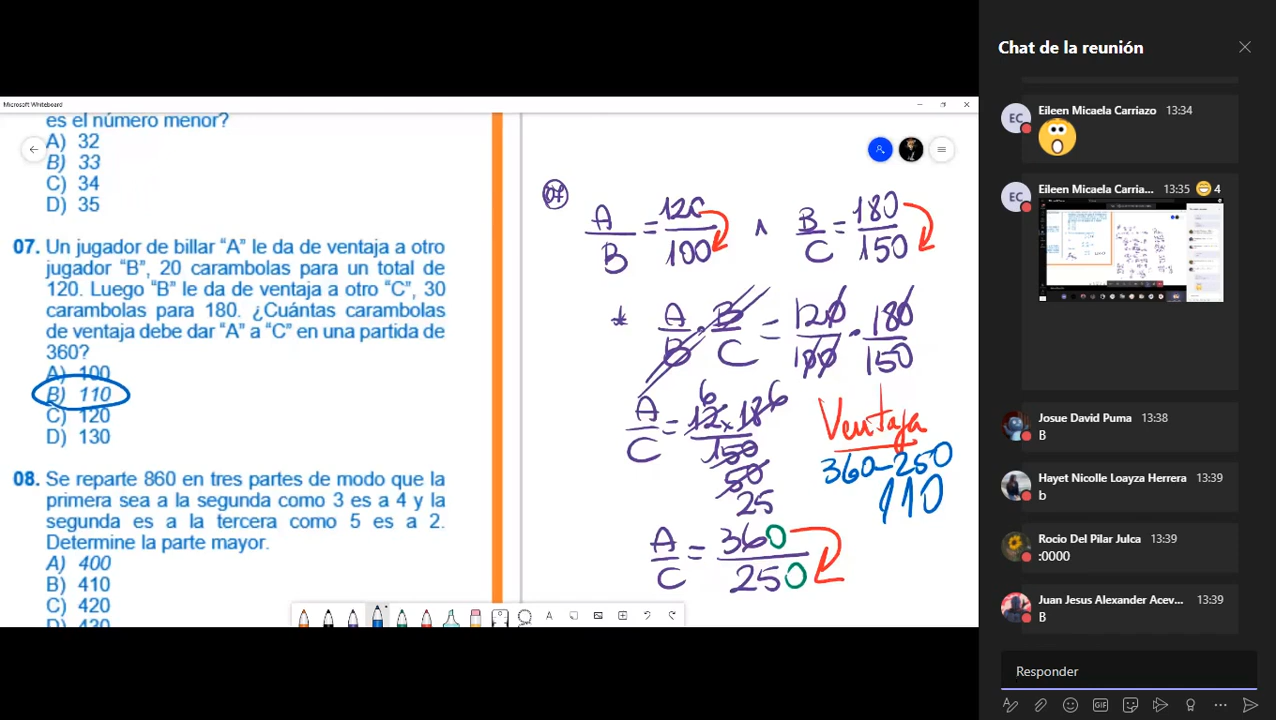 Microsoft Whiteboard
es el número menor?
A) 32
B) 33
C) 34
D) 35
07. Un jugador de billar “A” le da de ventaja a otro
jugador “B”, 20 carambolas para un total de
120. Luego “B” le da de ventaja a otro “C”, 30
carambolas para 180. ¿Cuántas carambolas
de ventaja debe dar “A” a “C” en una partida de
360?
A) 100
B) 110
C) 120
D) 130
08. Se reparte 860 en tres partes de modo que la
primera sea a la segunda como 3 es a 4 y la
segunda es a la tercera como 5 es a 2.
Determine la parte mayor.
A) 400
B) 410
C) 420
D) 430
07
A/B = 120/100 ∧ B/C = 180/150
* A/B · B/C = 120/100 · 180/150
6 6
A/C = 12 x 18
150
50
25
Ventaja
360-250
110
A/C = 360/250
Chat de la reunión
EC
Eileen Micaela Carriazo 13:34
EC
Eileen Micaela Carria... 13:35 4
Josue David Puma 13:38
B
Hayet Nicolle Loayza Herrera 13:39
b
Rocio Del Pilar Julca 13:39
:0000
Juan Jesus Alexander Acev... 13:39
B
Responder
GIF